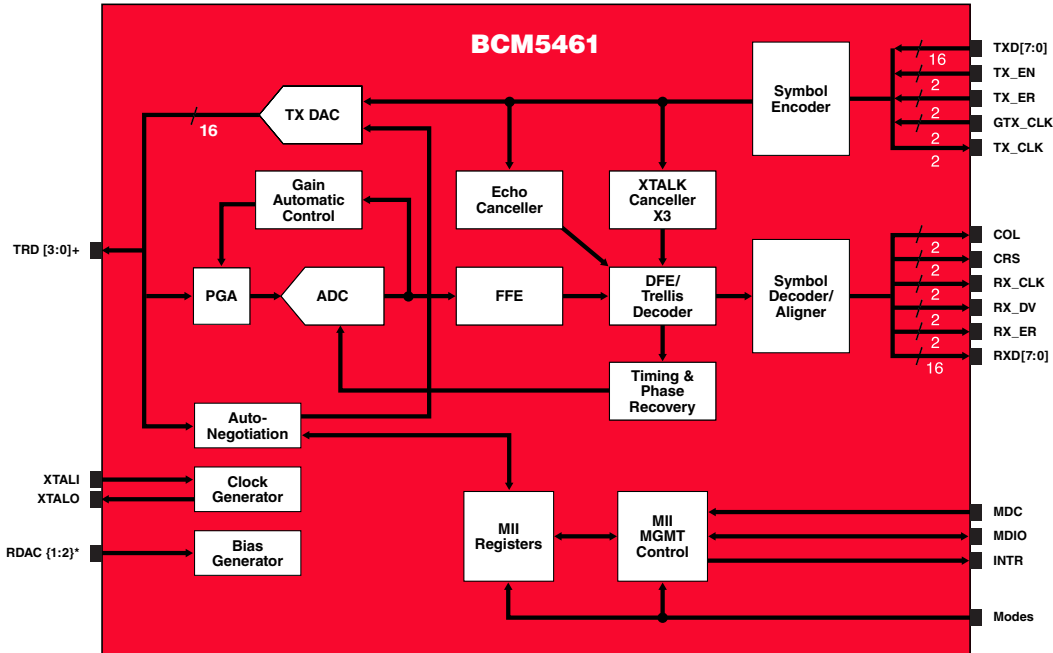 BCM5461
TXD[7:0]
16
TX_EN
2
TX_ER
2
GTX_CLK
2
TX_CLK
2
Symbol
Encoder
TX DAC
16
Gain
Automatic
Control
Echo
Canceller
XTALK
Canceller
X3
TRD [3:0]+
PGA
ADC
FFE
DFE/
Trellis
Decoder
Symbol
Decoder/
Aligner
COL
2
CRS
2
RX_CLK
2
RX_DV
2
RX_ER
2
RXD[7:0]
16
Timing &
Phase
Recovery
Auto-
Negotiation
XTALI
XTALO
Clock
Generator
RDAC {1:2}*
Bias
Generator
MII
Registers
MII
MGMT
Control
MDC
MDIO
INTR
Modes